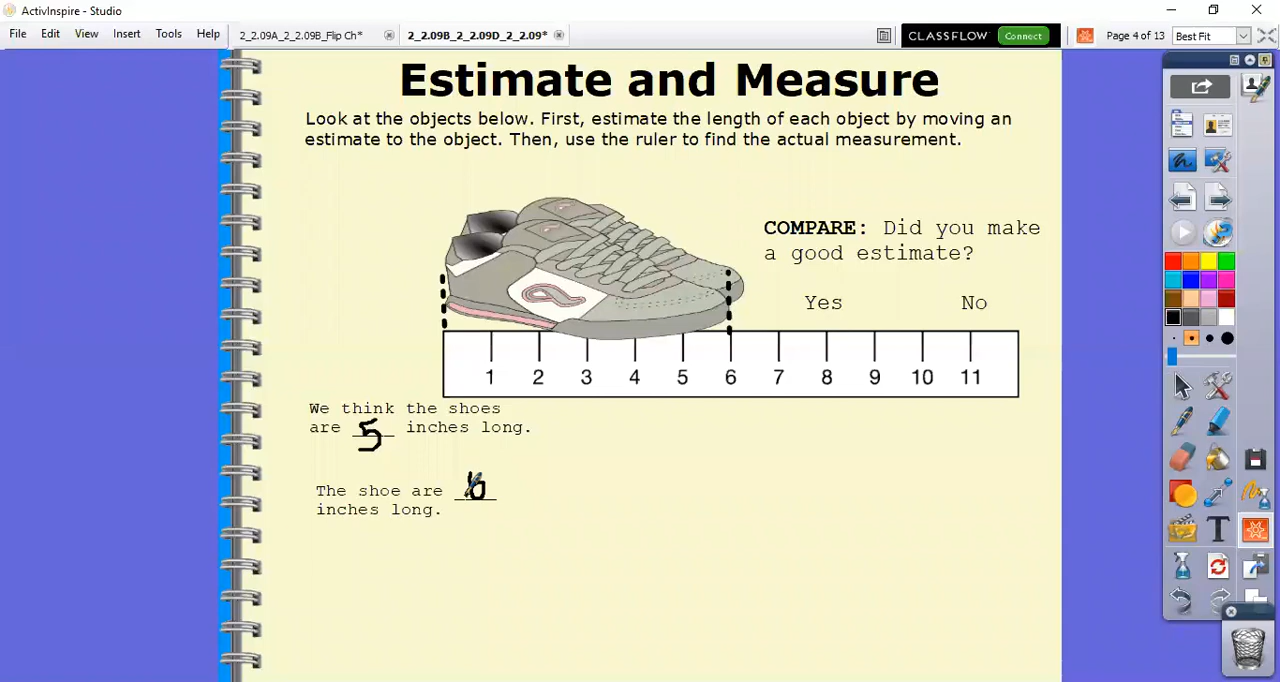 ActivInspire - Studio
File Edit View Insert Tools Help 2_2.09A_2_2.09B_Flip Ch* 2_2.09B_2_2.09D_2_2.09* CLASSFLOW Connect Page 4 of 13 Best Fit
Estimate and Measure
Look at the objects below. First, estimate the length of each object by moving an
estimate to the object. Then, use the ruler to find the actual measurement.
COMPARE: Did you make
a good estimate?
Yes No
1 2 3 4 5 6 7 8 9 10 11
We think the shoes
are 5 inches long.
The shoe are 6
inches long.